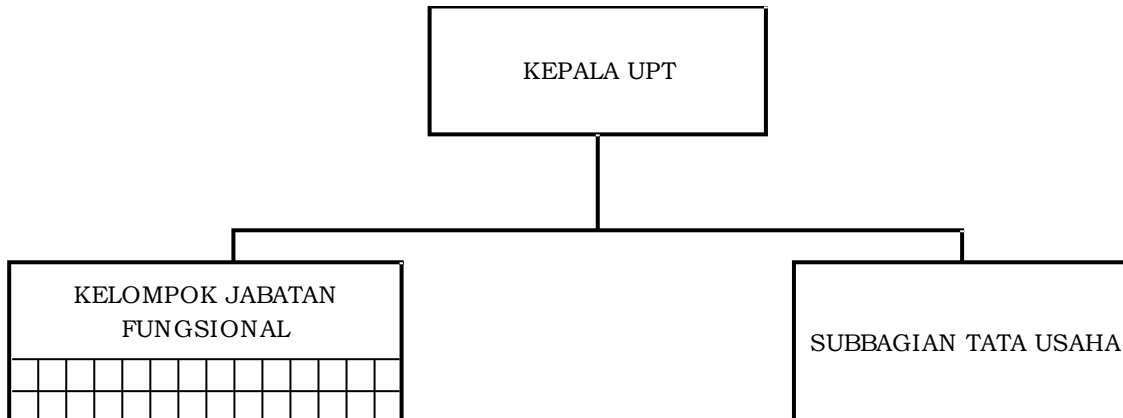 KEPALA UPT
KELOMPOK JABATAN
FUNGSIONAL
SUBBAGIAN TATA USAHA